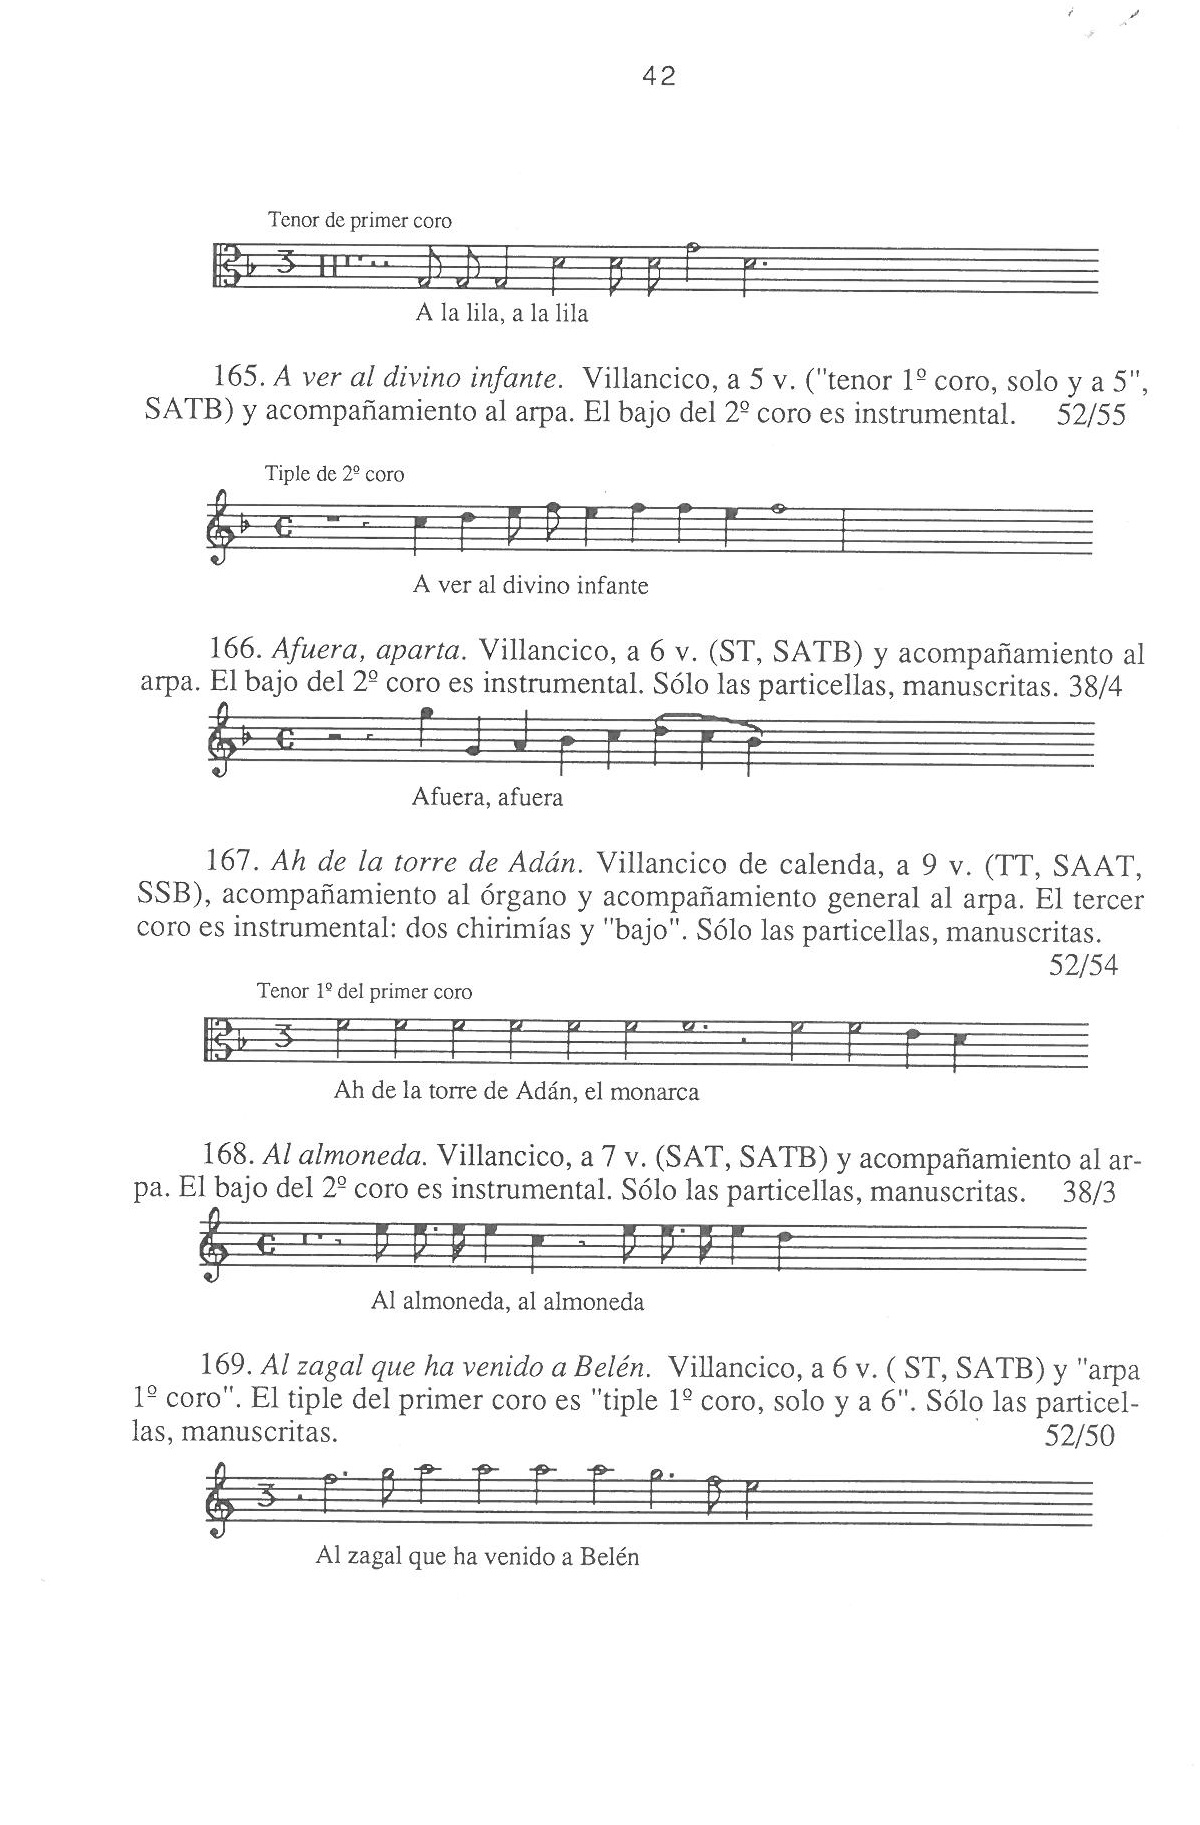 42
Tenor de primer coro
A la lila, a la lila
165. A ver al divino infante. Villancico, a 5 v. ("tenor 1º coro, solo y a 5",
SATB) y acompañamiento al arpa. El bajo del 2º coro es instrumental. 52/55
Tiple de 2º coro
A ver al divino infante
166. Afuera, aparta. Villancico, a 6 v. (ST, SATB) y acompañamiento al
arpa. El bajo del 2º coro es instrumental. Sólo las particellas, manuscritas. 38/4
Afuera, afuera
167. Ah de la torre de Adán. Villancico de calenda, a 9 v. (TT, SAAT,
SSB), acompañamiento al órgano y acompañamiento general al arpa. El tercer
coro es instrumental: dos chirimías y "bajo". Sólo las particellas, manuscritas.
52/54
Tenor 1º del primer coro
Ah de la torre de Adán, el monarca
168. Al almoneda. Villancico, a 7 v. (SAT, SATB) y acompañamiento al ar-
pa. El bajo del 2º coro es instrumental. Sólo las particellas, manuscritas. 38/3
Al almoneda, al almoneda
169. Al zagal que ha venido a Belén. Villancico, a 6 v. ( ST, SATB) y "arpa
1º coro". El tiple del primer coro es "tiple 1º coro, solo y a 6". Sólo las particel-
las, manuscritas. 52/50
Al zagal que ha venido a Belén